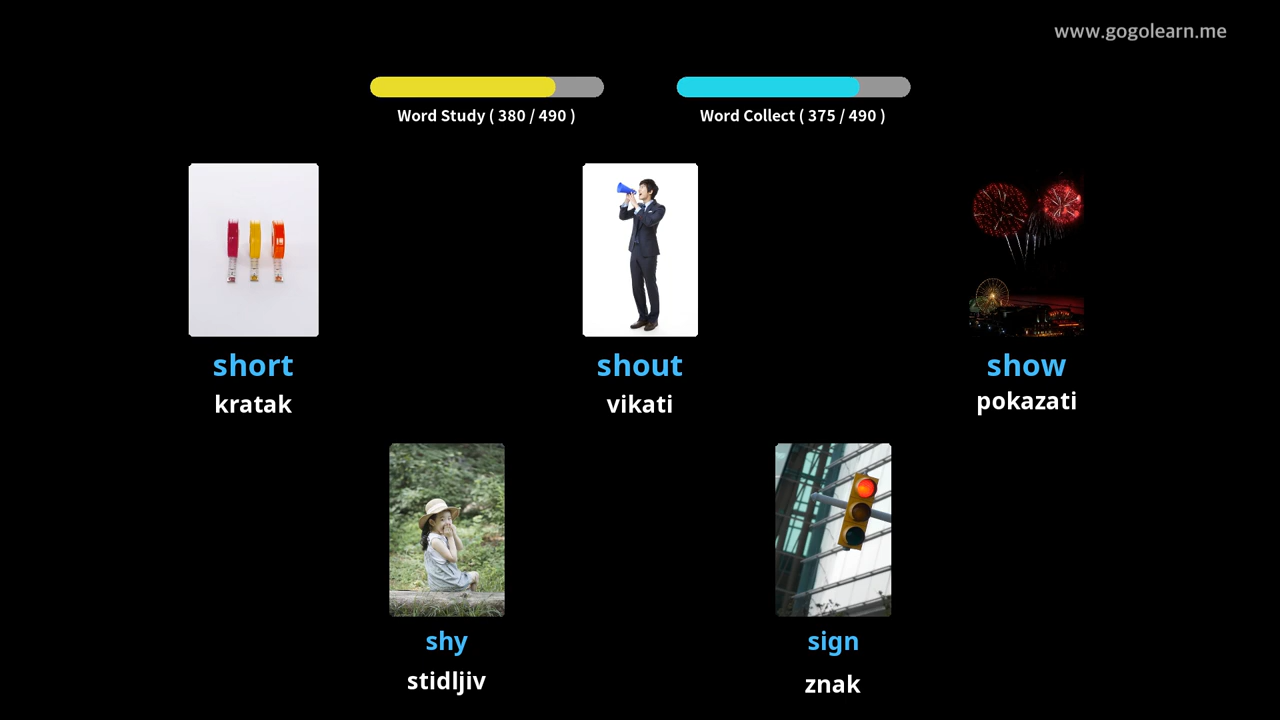 www.gogolearn.me
Word Study ( 380 / 490 )
Word Collect ( 375 / 490 )
short
kratak
shout
vikati
show
pokazati
shy
stidljiv
sign
znak